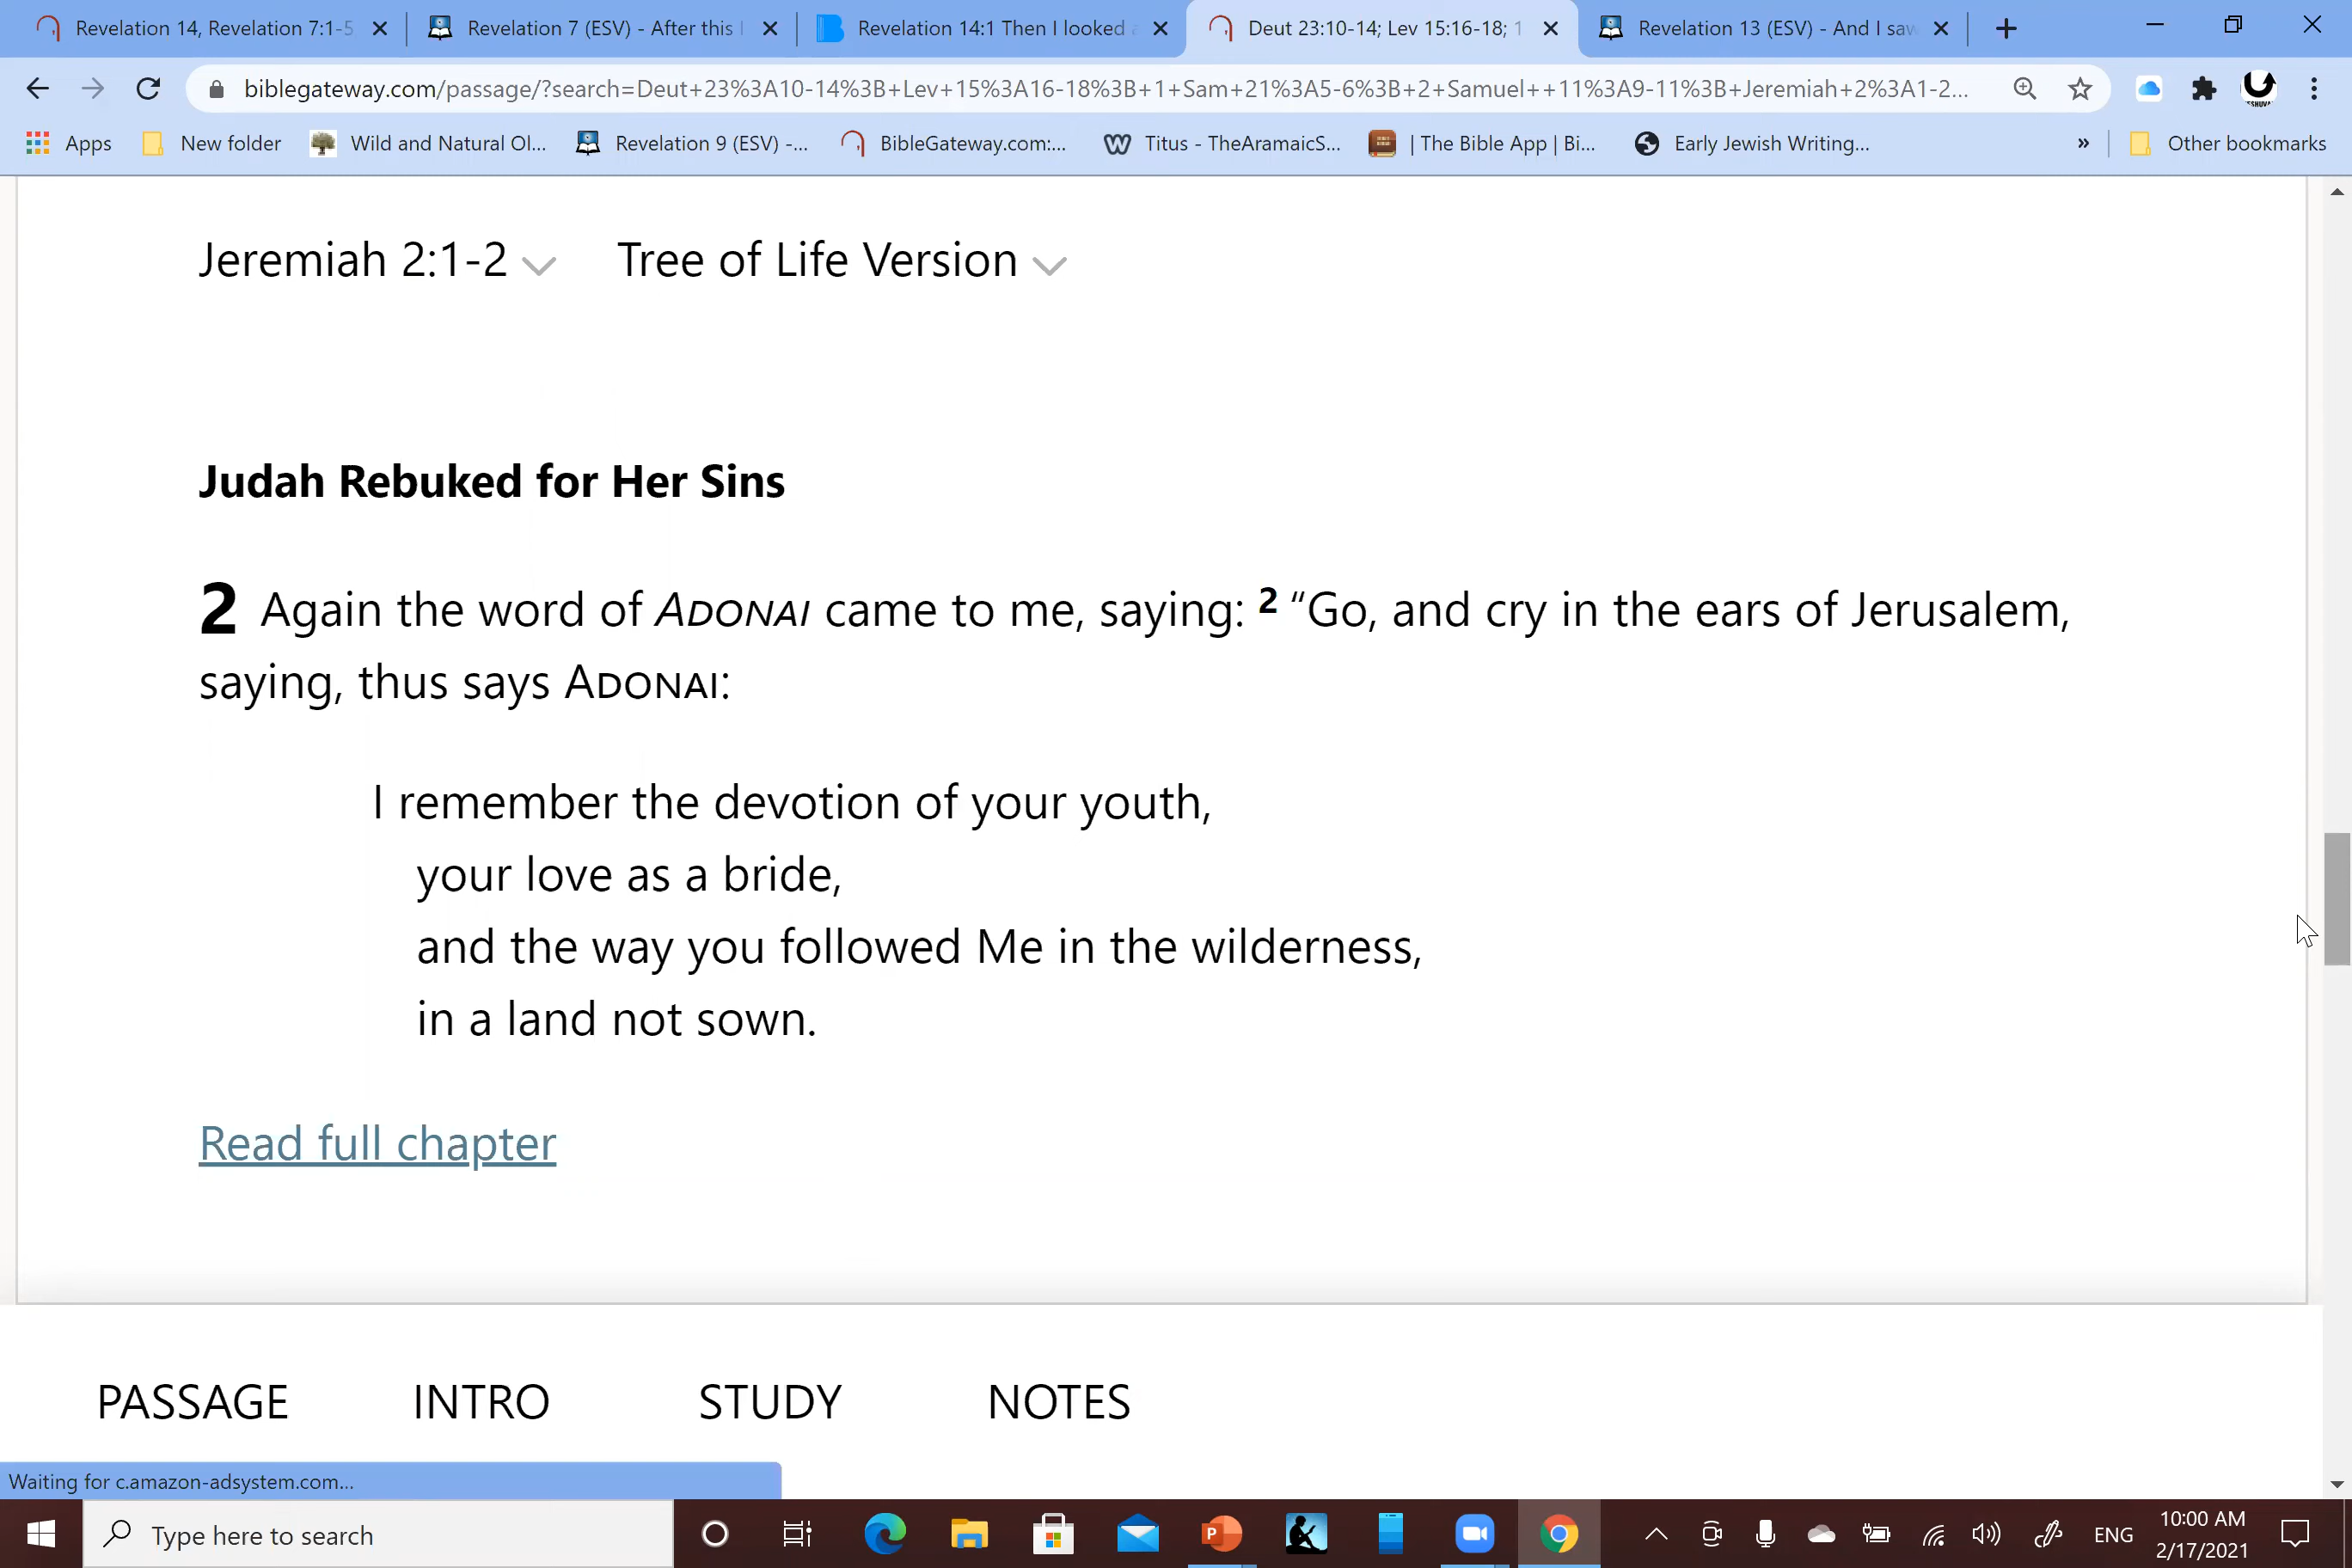 Revelation 14, Revelation 7:1-5
Revelation 7 (ESV) - After this I
Revelation 14:1 Then I looked a
Deut 23:10-14; Lev 15:16-18; 1
Revelation 13 (ESV) - And I saw
biblegateway.com/passage/?search=Deut+23%3A10-14%3B+Lev+15%3A16-18%3B+1+Sam+21%3A5-6%3B+2+Samuel++11%3A9-11%3B+Jeremiah+2%3A1-2...
Apps
New folder
Wild and Natural Ol...
Revelation 9 (ESV) -...
BibleGateway.com:...
Titus - TheAramaicS...
| The Bible App | Bi...
Early Jewish Writing...
»
Other bookmarks
Jeremiah 2:1-2 Tree of Life Version
Judah Rebuked for Her Sins
2 Again the word of ADONAI came to me, saying: 2 “Go, and cry in the ears of Jerusalem,
saying, thus says ADONAI:
I remember the devotion of your youth,
your love as a bride,
and the way you followed Me in the wilderness,
in a land not sown.
Read full chapter
PASSAGE INTRO STUDY NOTES
Waiting for c.amazon-adsystem.com...
Type here to search
ENG
10:00 AM
2/17/2021